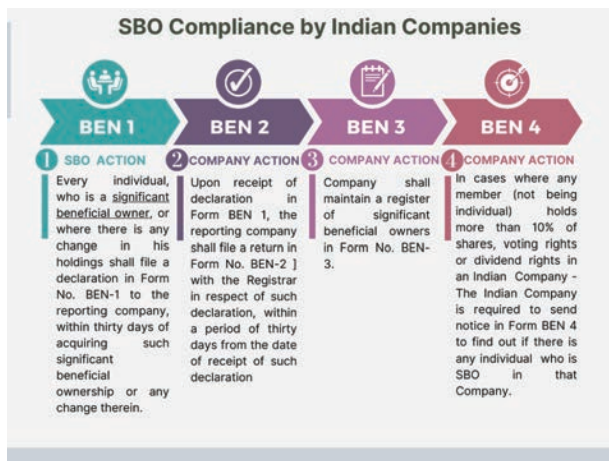 SBO Compliance by Indian Companies
BEN 1
BEN 2
BEN 3
BEN 4
1 SBO ACTION
Every individual,
who is a significant
beneficial owner, or
where there is any
change in his
holdings shall file a
declaration in Form
No. BEN-1 to the
reporting company,
within thirty days of
acquiring such
significant
beneficial
ownership or any
change therein.
2 COMPANY ACTION
Upon receipt of
declaration in
Form BEN 1, the
reporting company
shall file a return in
Form No. BEN-2 ]
with the Registrar
in respect of such
declaration, within
a period of thirty
days from the date
of receipt of such
declaration
3 COMPANY ACTION
Company shall
maintain a register
of significant
beneficial owners
in Form No. BEN-
3.
4 COMPANY ACTION
In cases where any
member (not being
individual) holds
more than 10% of
shares, voting rights
or dividend rights in
an Indian Company -
The Indian Company
is required to send
notice in Form BEN 4
to find out if there is
any individual who is
SBO in that
Company.